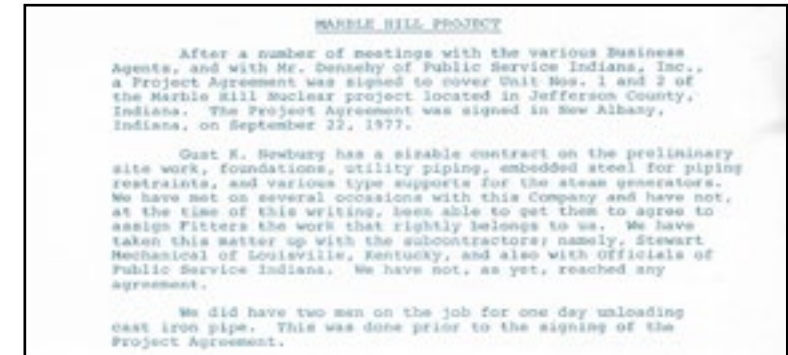 MARBLE HILL PROJECT
After a number of meetings with the various Business
Agents, and with Mr. Dennehy of Public Service Indiana, Inc.,
a Project Agreement was signed to cover Unit Nos. 1 and 2 of
the Marble Hill Nuclear project located in Jefferson County,
Indiana. The Project Agreement was signed in New Albany,
Indiana, on September 22, 1977.
Gust K. Newburg has a sizable contract on the preliminary
site work, foundations, utility piping, embedded steel for piping
restraints, and various type supports for the steam generators.
We have met on several occasions with this Company and have not,
at the time of this writing, been able to get them to agree to
assign Fitters the work that rightly belongs to us. We have
taken this matter up with the subcontractors; namely, Stewart
Mechanical of Louisville, Kentucky, and also with Officials of
Public Service Indiana. We have not, as yet, reached any
agreement.
We did have two men on the job for one day unloading
cast iron pipe. This was done prior to the signing of the
Project Agreement.